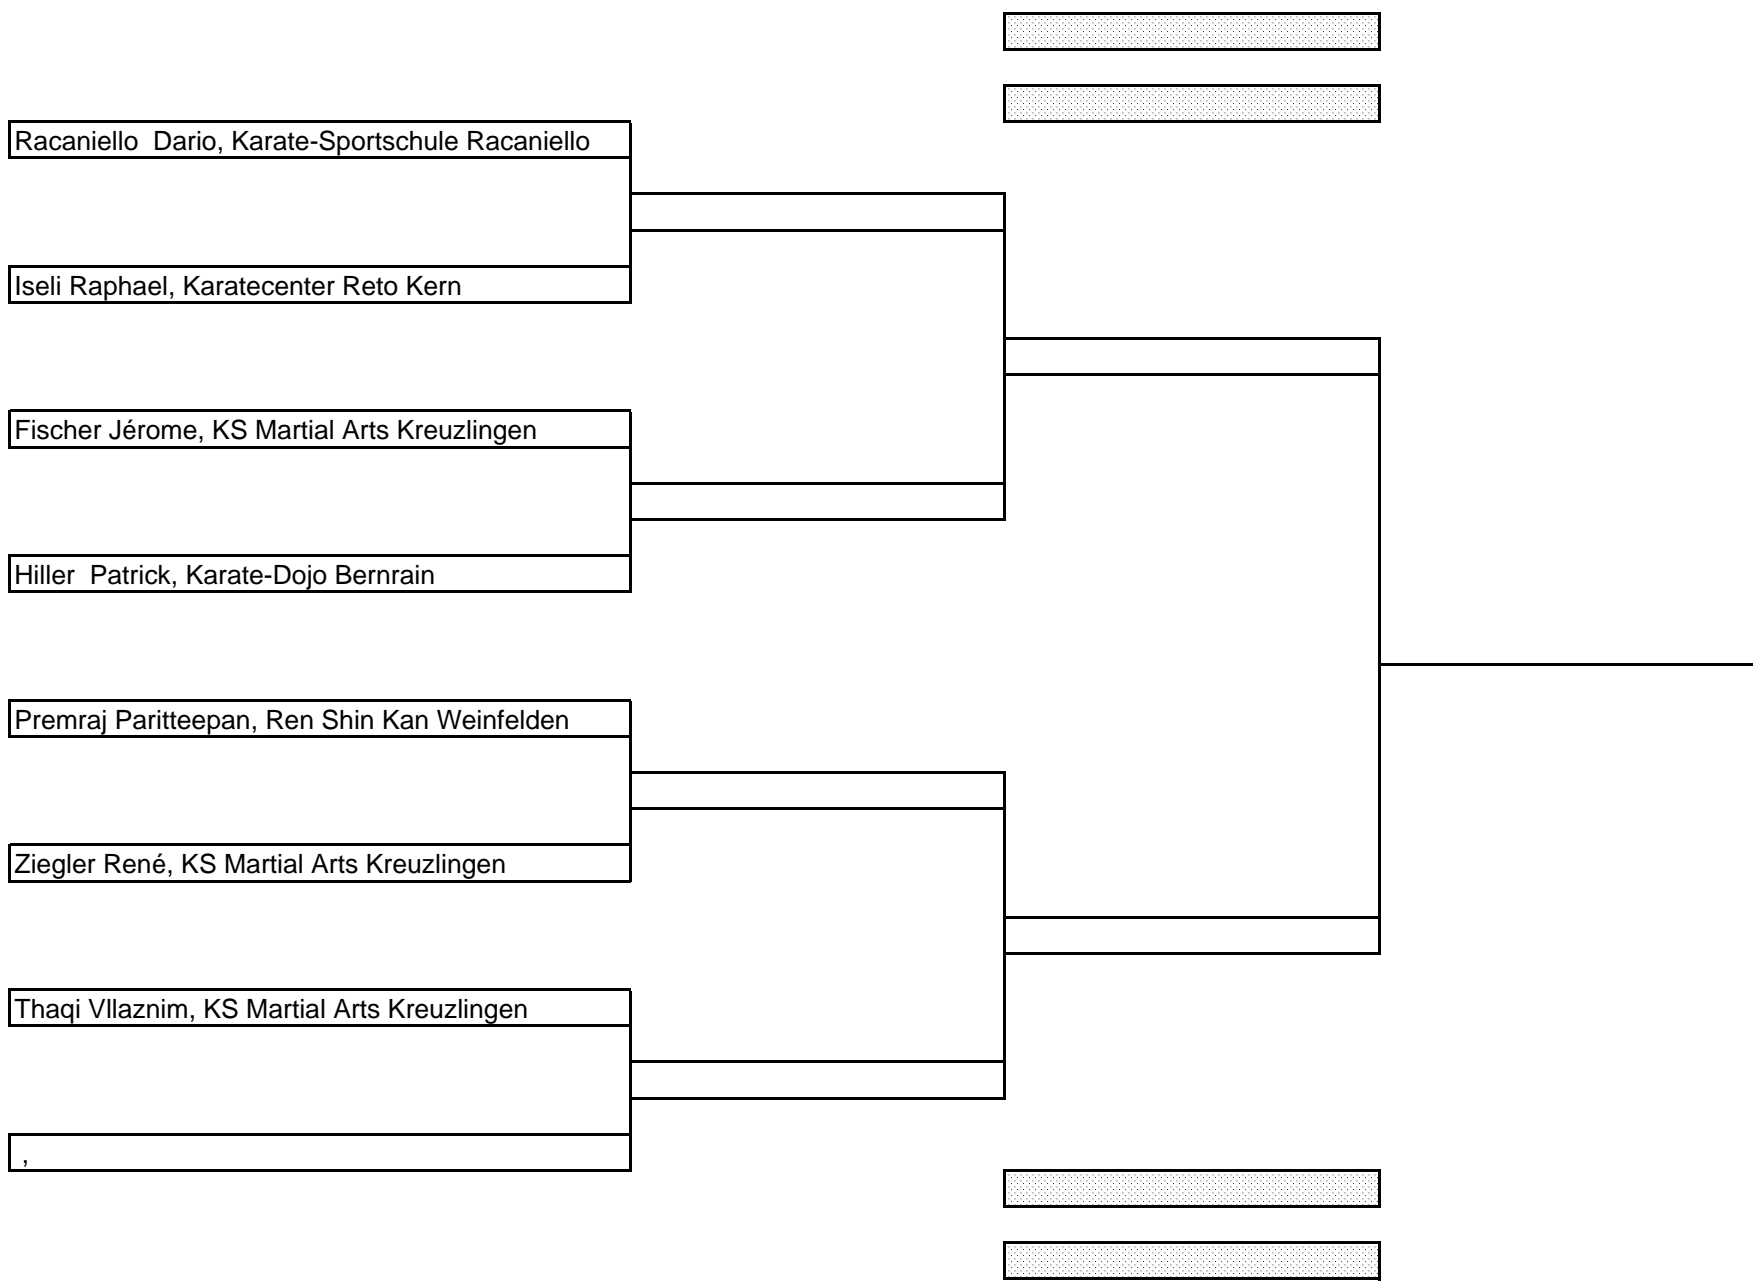 Racaniello  Dario, Karate-Sportschule Racaniello
Iseli Raphael, Karatecenter Reto Kern
Fischer Jérome, KS Martial Arts Kreuzlingen
Hiller  Patrick, Karate-Dojo Bernrain
Premraj Paritteepan, Ren Shin Kan Weinfelden
Ziegler René, KS Martial Arts Kreuzlingen
Thaqi Vllaznim, KS Martial Arts Kreuzlingen
,